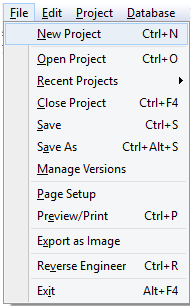 File Edit Project Database
New Project Ctrl+N
Open Project Ctrl+O
Recent Projects
Close Project Ctrl+F4
Save Ctrl+S
Save As Ctrl+Alt+S
Manage Versions
Page Setup
Preview/Print Ctrl+P
Export as Image
Reverse Engineer Ctrl+R
Exit Alt+F4